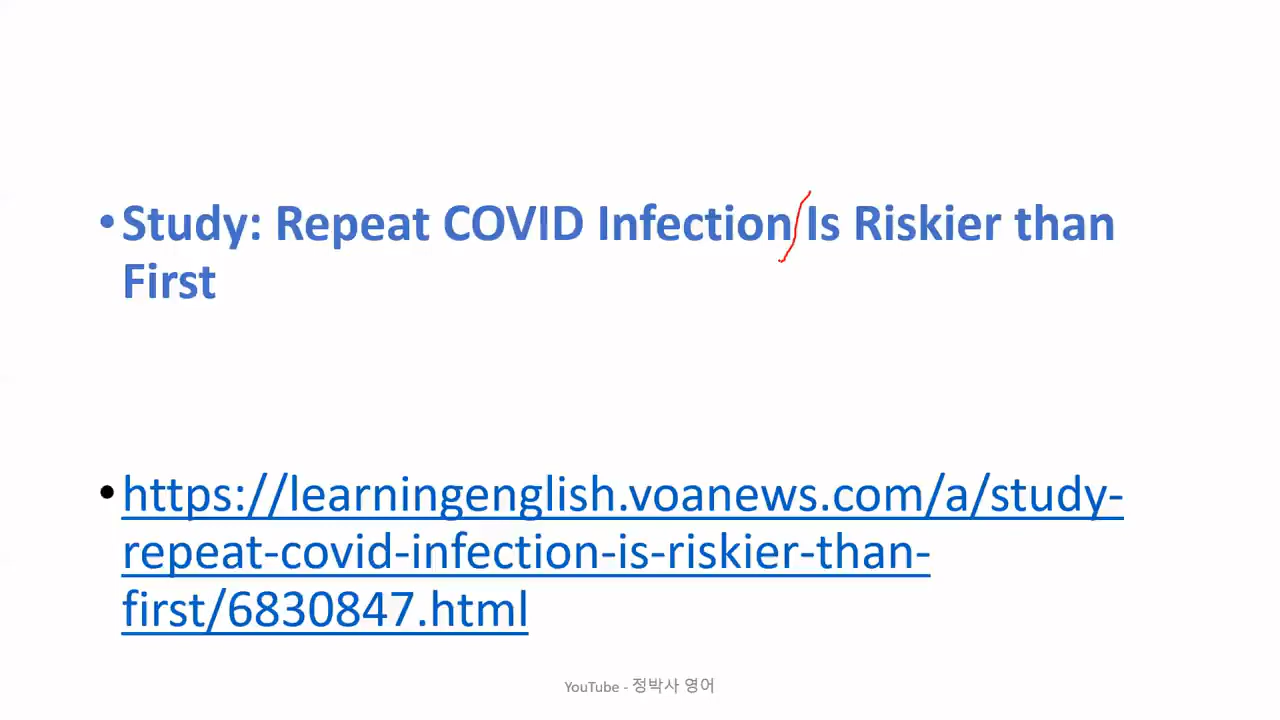 •Study: Repeat COVID Infection Is Riskier than
First
•https://learningenglish.voanews.com/a/study-
repeat-covid-infection-is-riskier-than-
first/6830847.html
YouTube - 정박사 영어